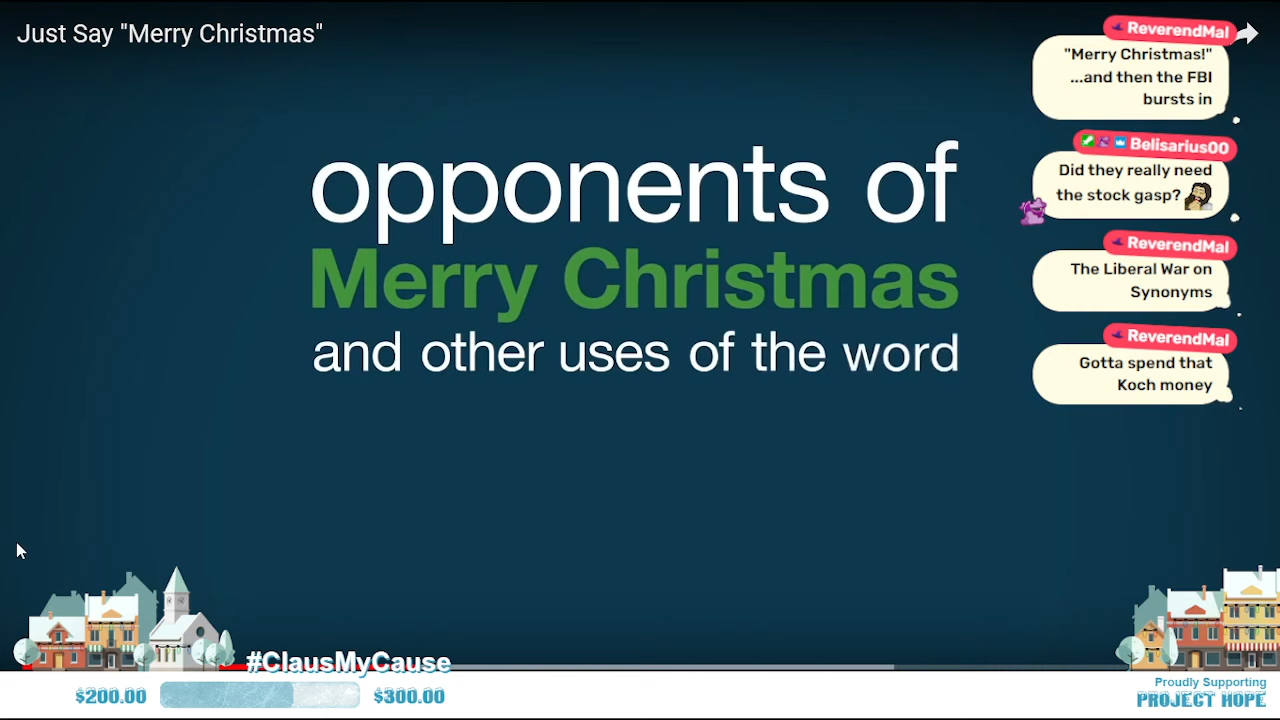 Just Say "Merry Christmas"
opponents of
Merry Christmas
and other uses of the word
ReverendMal
"Merry Christmas!"
...and then the FBI
bursts in
Belisarius00
Did they really need
the stock gasp?
ReverendMal
The Liberal War on
Synonyms
ReverendMal
Gotta spend that
Koch money
#ClausMyCause
$200.00
$300.00
Proudly Supporting
PROJECT HOPE